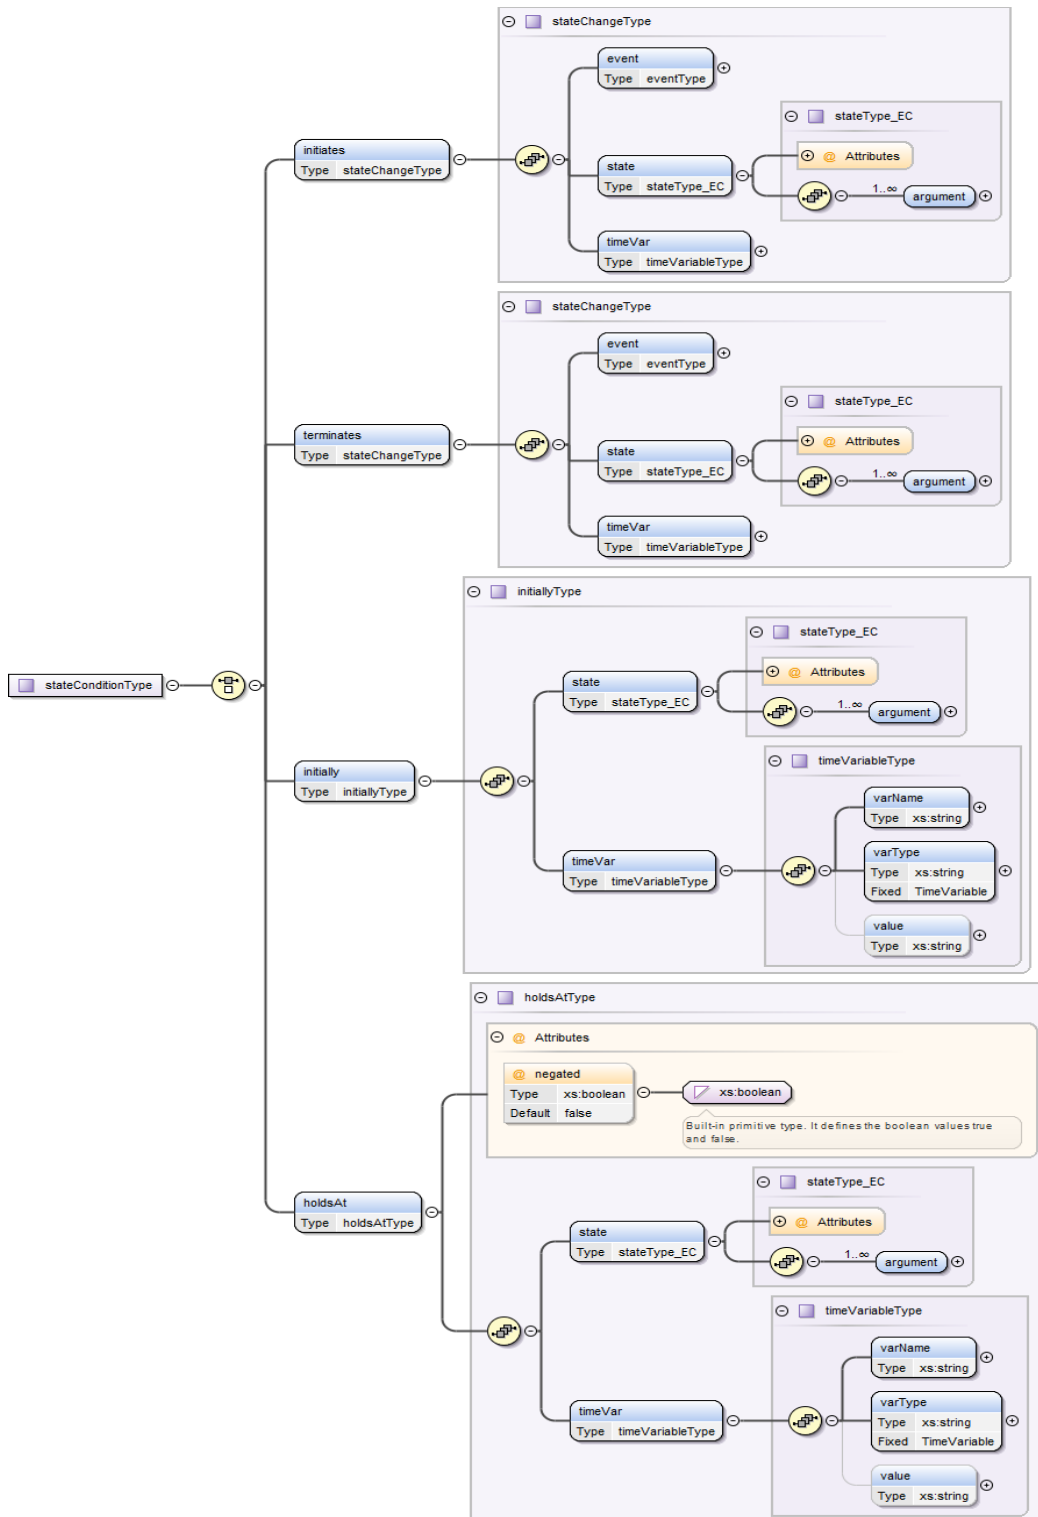 stateChangeType
event
Type eventType
stateType_EC
initiates
Type stateChangeType
state
Type stateType_EC
@ Attributes
1..∞
argument
timeVar
Type timeVariableType
stateChangeType
event
Type eventType
stateType_EC
terminates
Type stateChangeType
state
Type stateType_EC
@ Attributes
1..∞
argument
timeVar
Type timeVariableType
initiallyType
stateType_EC
stateConditionType
state
Type stateType_EC
@ Attributes
1..∞
argument
timeVariableType
initially
Type initiallyType
varName
Type xs:string
timeVar
Type timeVariableType
varType
Type xs:string
Fixed TimeVariable
value
Type xs:string
holdsAtType
@ Attributes
@ negated
Type xs:boolean
Default false
xs:boolean
Built-in primitive type. It defines the boolean values true
and false.
stateType_EC
holdsAt
Type holdsAtType
state
Type stateType_EC
@ Attributes
1..∞
argument
timeVariableType
varName
Type xs:string
timeVar
Type timeVariableType
varType
Type xs:string
Fixed TimeVariable
value
Type xs:string